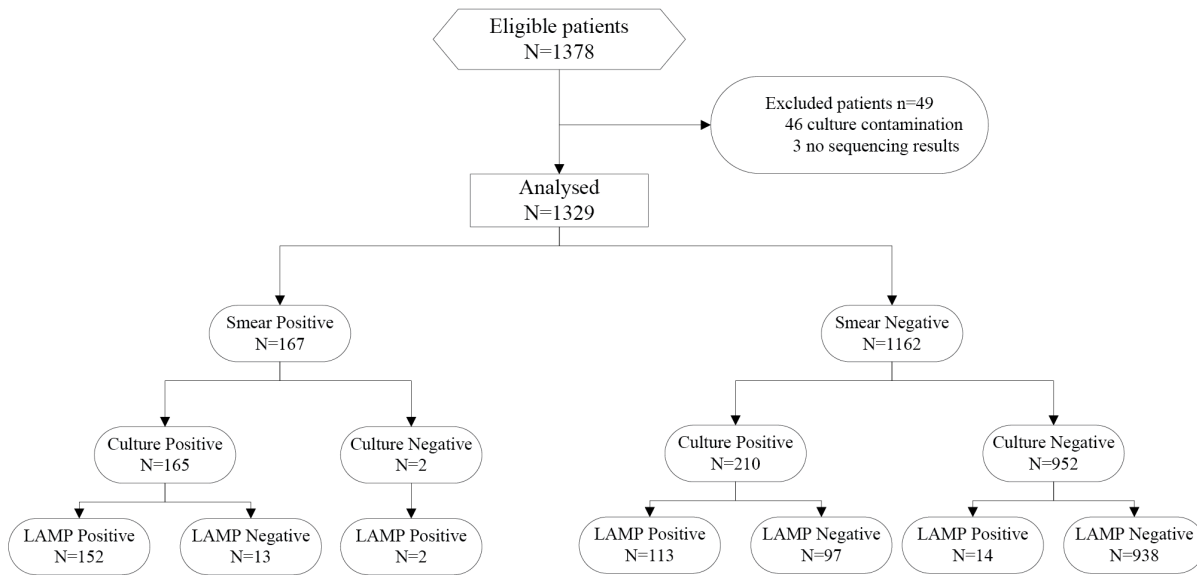 Eligible patients
N=1378
Excluded patients n=49
46 culture contamination
3 no sequencing results
Analysed
N=1329
Smear Positive
N=167
Smear Negative
N=1162
Culture Positive
N=165
Culture Negative
N=2
Culture Positive
N=210
Culture Negative
N=952
LAMP Positive
N=152
LAMP Negative
N=13
LAMP Positive
N=2
LAMP Positive
N=113
LAMP Negative
N=97
LAMP Positive
N=14
LAMP Negative
N=938